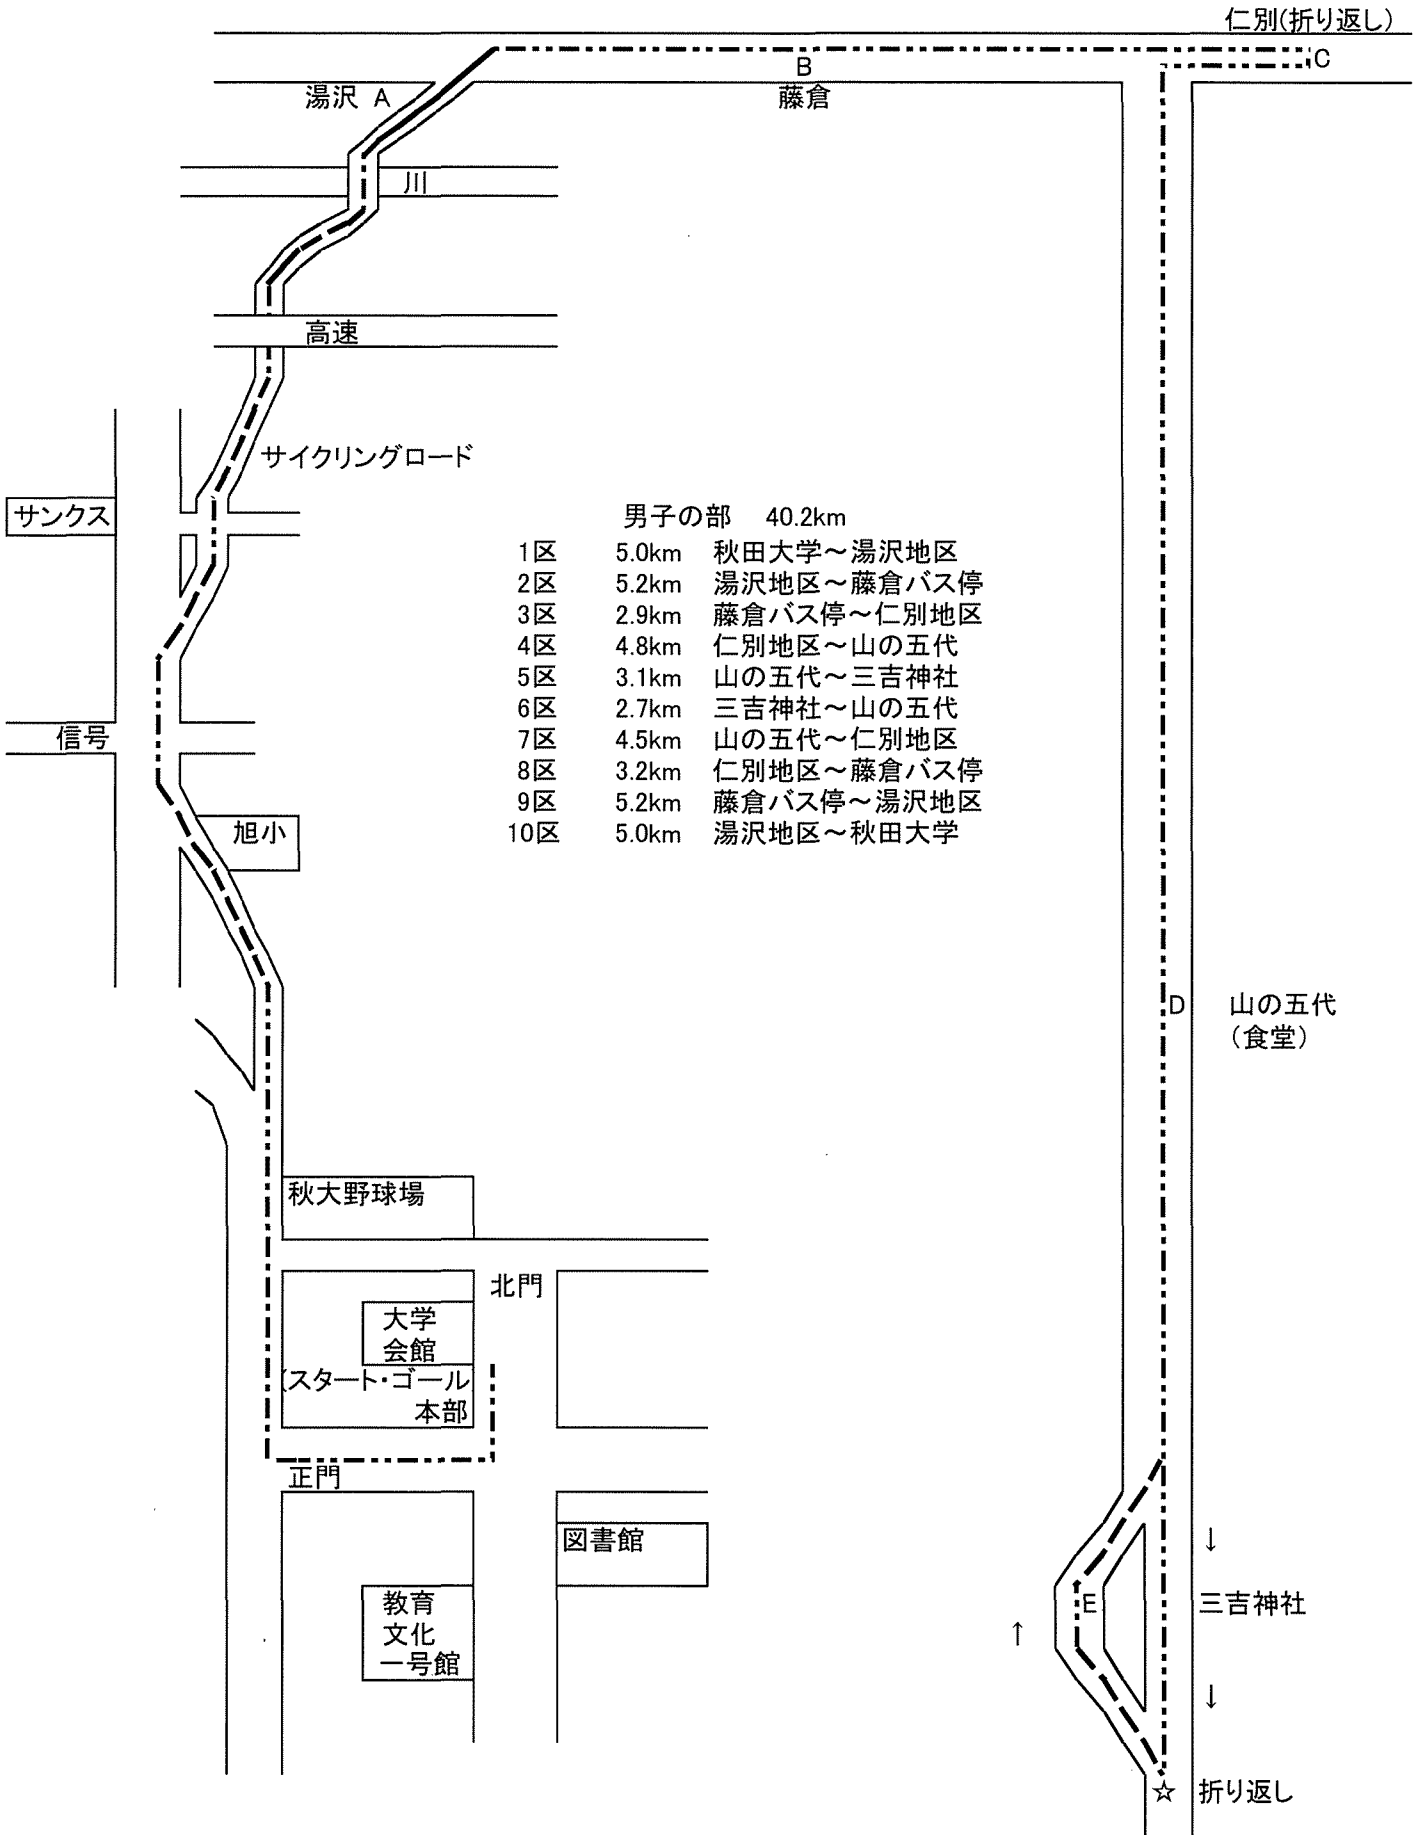 仁別(折り返し)
C
B
湯沢 A
藤倉
川
高速
サイクリングロード
サンクス
男子の部 40.2km
1区 5.0km 秋田大学～湯沢地区
2区 5.2km 湯沢地区～藤倉バス停
3区 2.9km 藤倉バス停～仁別地区
4区 4.8km 仁別地区～山の五代
5区 3.1km 山の五代～三吉神社
6区 2.7km 三吉神社～山の五代
7区 4.5km 山の五代～仁別地区
8区 3.2km 仁別地区～藤倉バス停
9区 5.2km 藤倉バス停～湯沢地区
10区 5.0km 湯沢地区～秋田大学
信号
旭小
D 山の五代
(食堂)
秋大野球場
北門
大学
会館
(スタート・ゴール
本部
正門
図書館
↓
教育
文化
一号館
E
三吉神社
↑
↓
☆ 折り返し